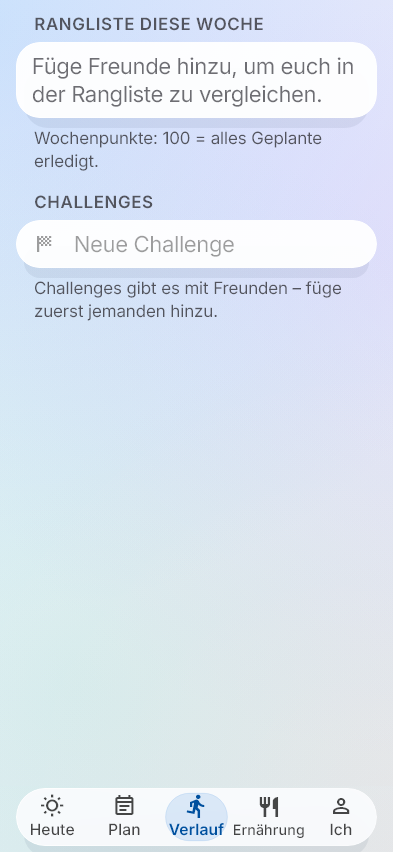 RANGLISTE DIESE WOCHE
Füge Freunde hinzu, um euch in
der Rangliste zu vergleichen.
Wochenpunkte: 100 = alles Geplante
erledigt.
CHALLENGES
Neue Challenge
Challenges gibt es mit Freunden – füge
zuerst jemanden hinzu.
Heute Plan Verlauf Ernährung Ich